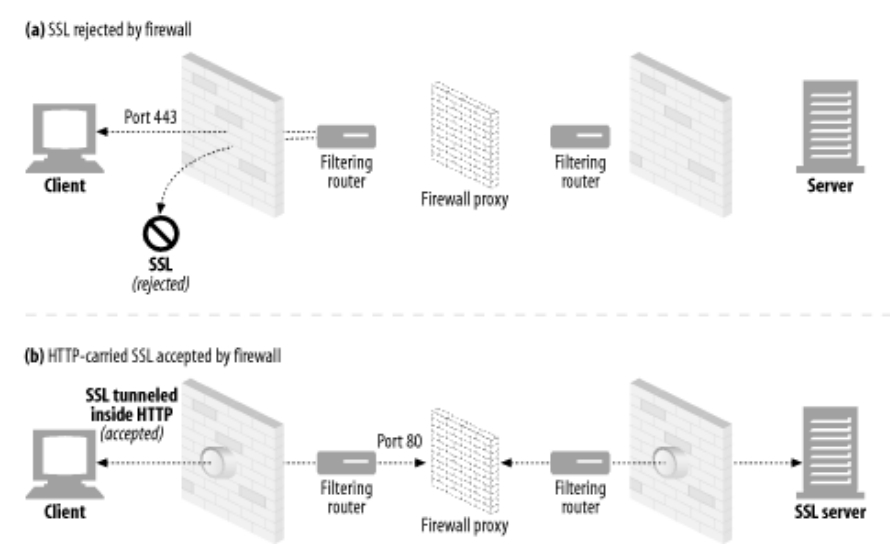 (a) SSL rejected by firewall
Port 443
Client
Filtering
router
Firewall proxy
Filtering
router
Server
SSL
(rejected)
(b) HTTP-carried SSL accepted by firewall
SSL tunneled
inside HTTP
(accepted)
Client
Filtering
router
Port 80
Firewall proxy
Filtering
router
SSL server